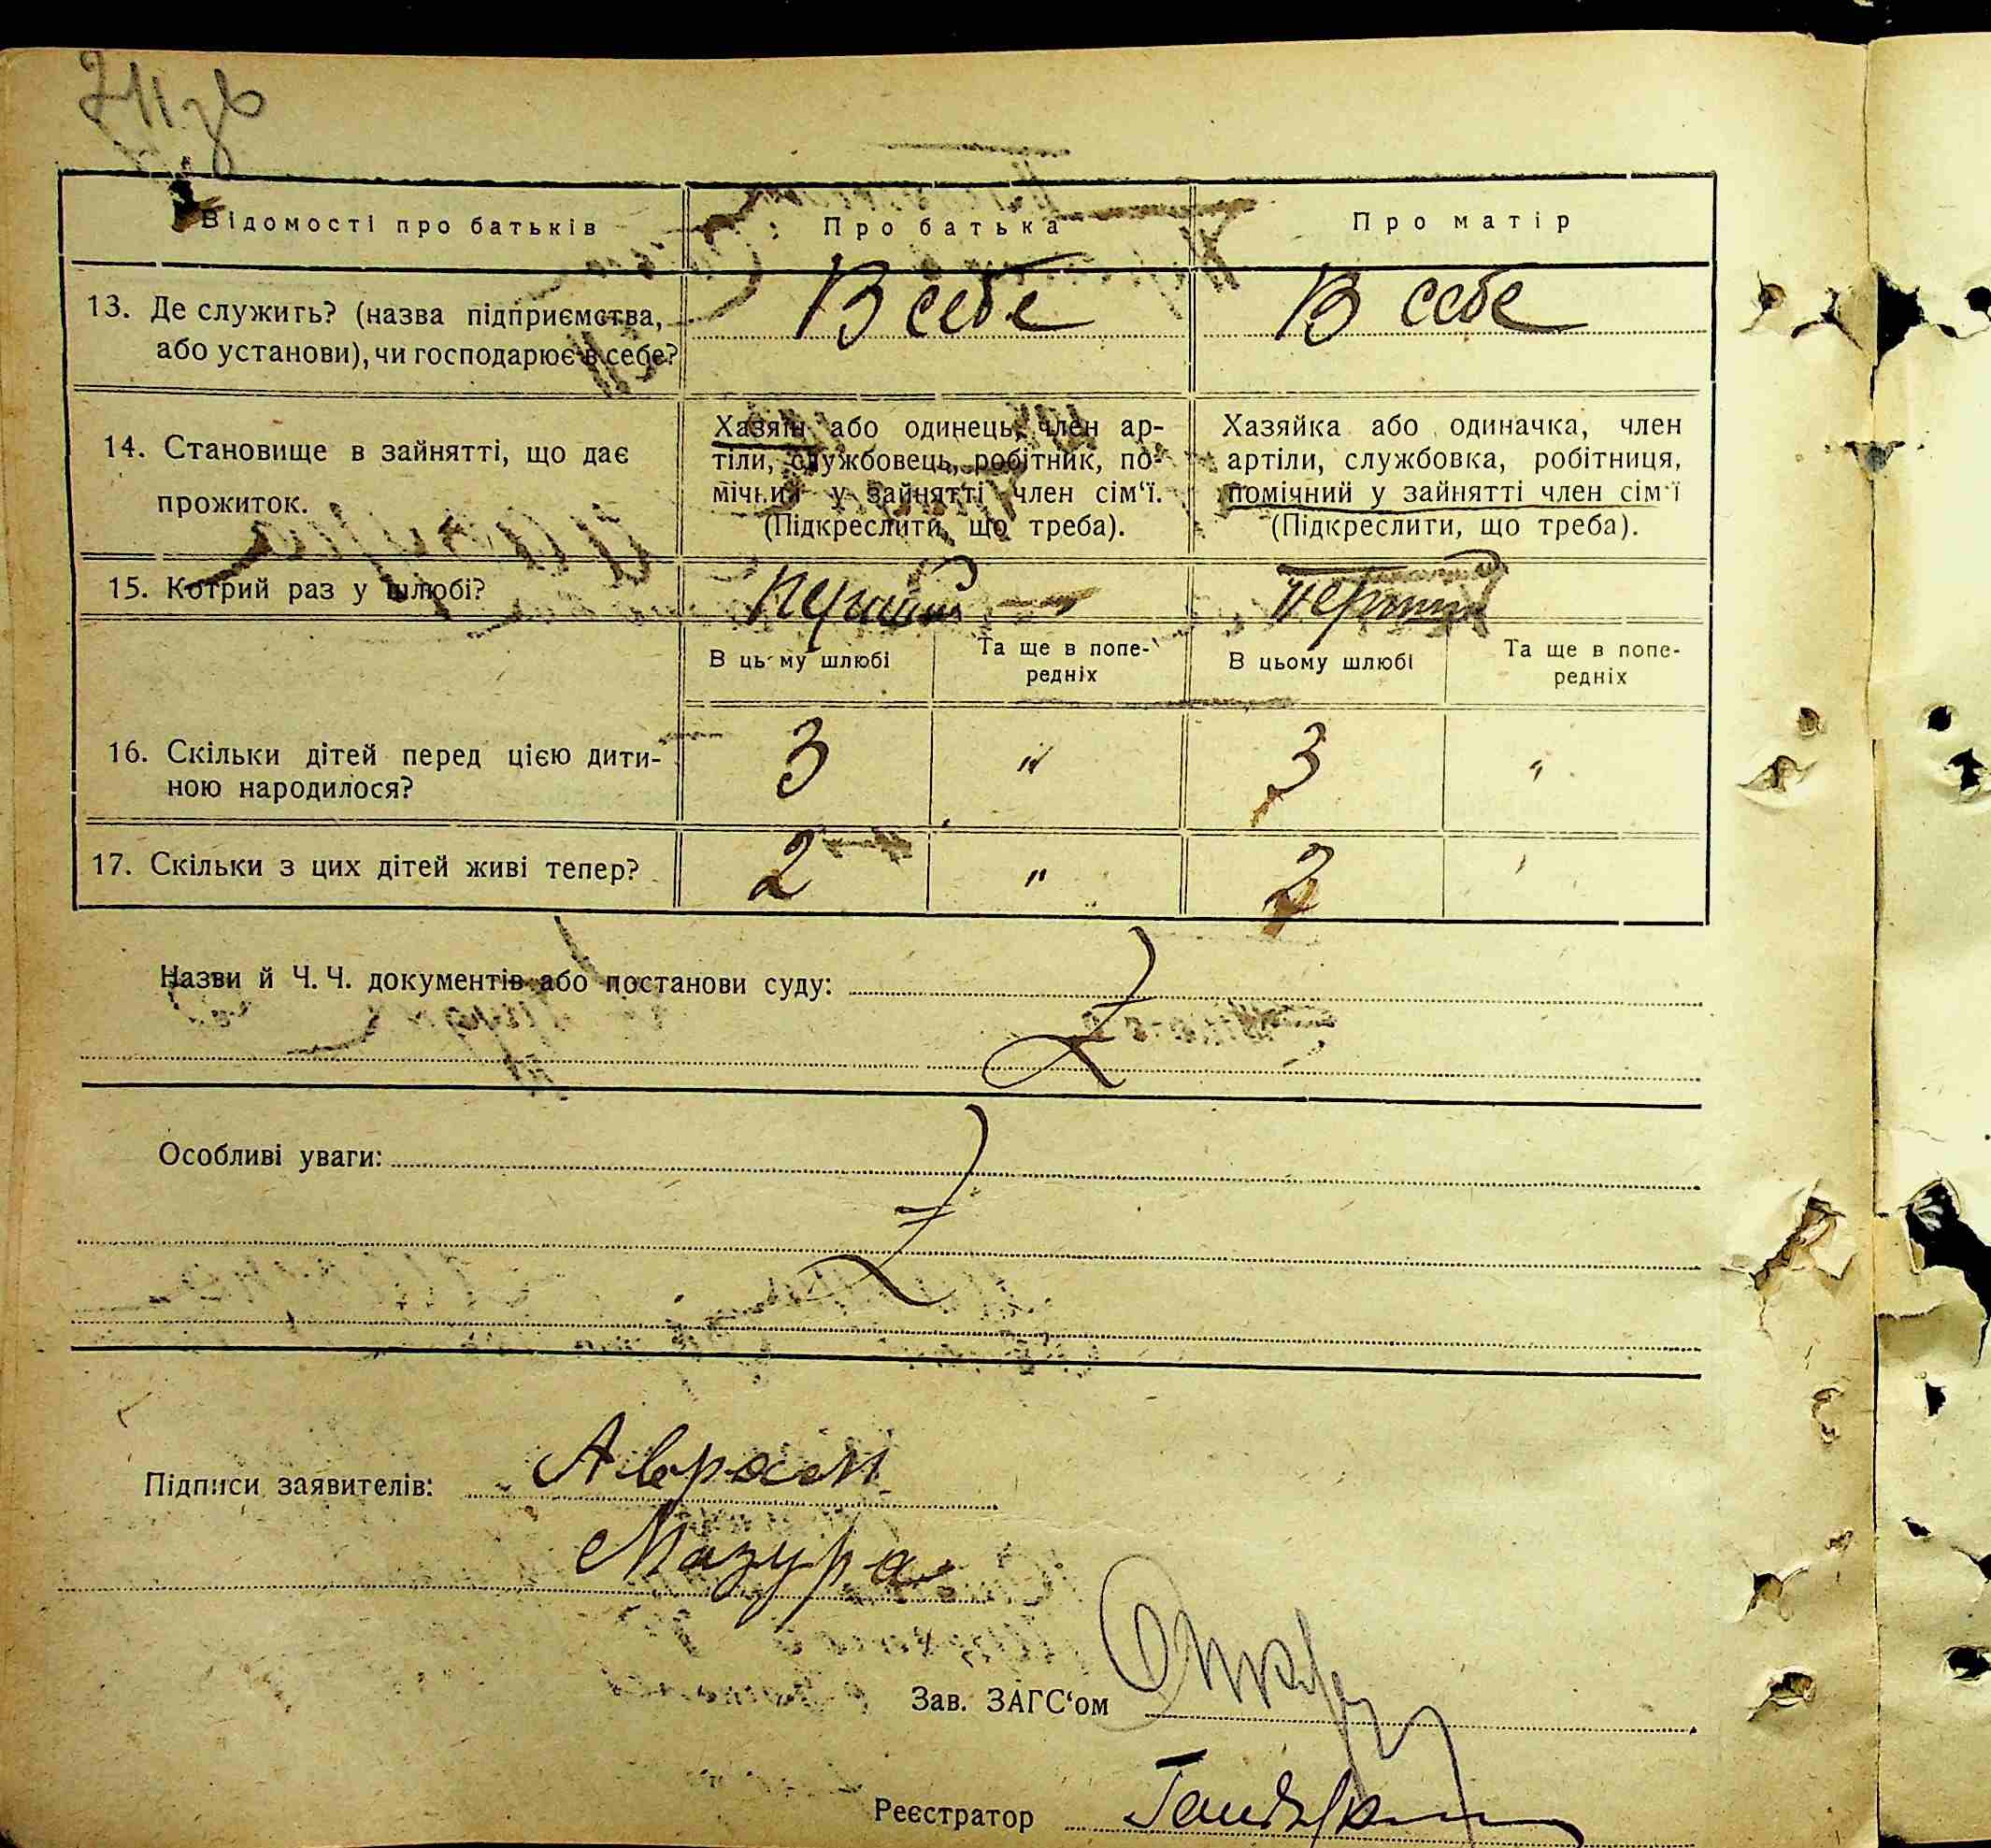 211 зв
Відомості про батьків
Про батька
Про матір
13. Де служить? (назва підприємства,
або установи), чи господарює в себе?
В себе
В себе
14. Становище в зайнятті, що дає
прожиток.
Хазяїн або одинець, член ар-
тіли, службовець, робітник, по-
мічний у зайнятті член сім‘ї.
(Підкреслити, що треба).
Хазяйка або одиначка, член
артіли, службовка, робітниця,
помічний у зайнятті член сім‘ї
(Підкреслити, що треба).
15. Котрий раз у шлюбі?
перший
перший
В цьому шлюбі
Та ще в попе-
редніх
В цьому шлюбі
Та ще в попе-
редніх
16. Скільки дітей перед цією дити-
ною народилося?
3
"
3
"
17. Скільки з цих дітей живі тепер?
2
"
2
Назви й Ч. Ч. документів або постанови суду:
Z
Особливі уваги:
Z
Підписи заявителів:
Аврам
Мазура
Зав. ЗАГС‘ом
Реєстратор